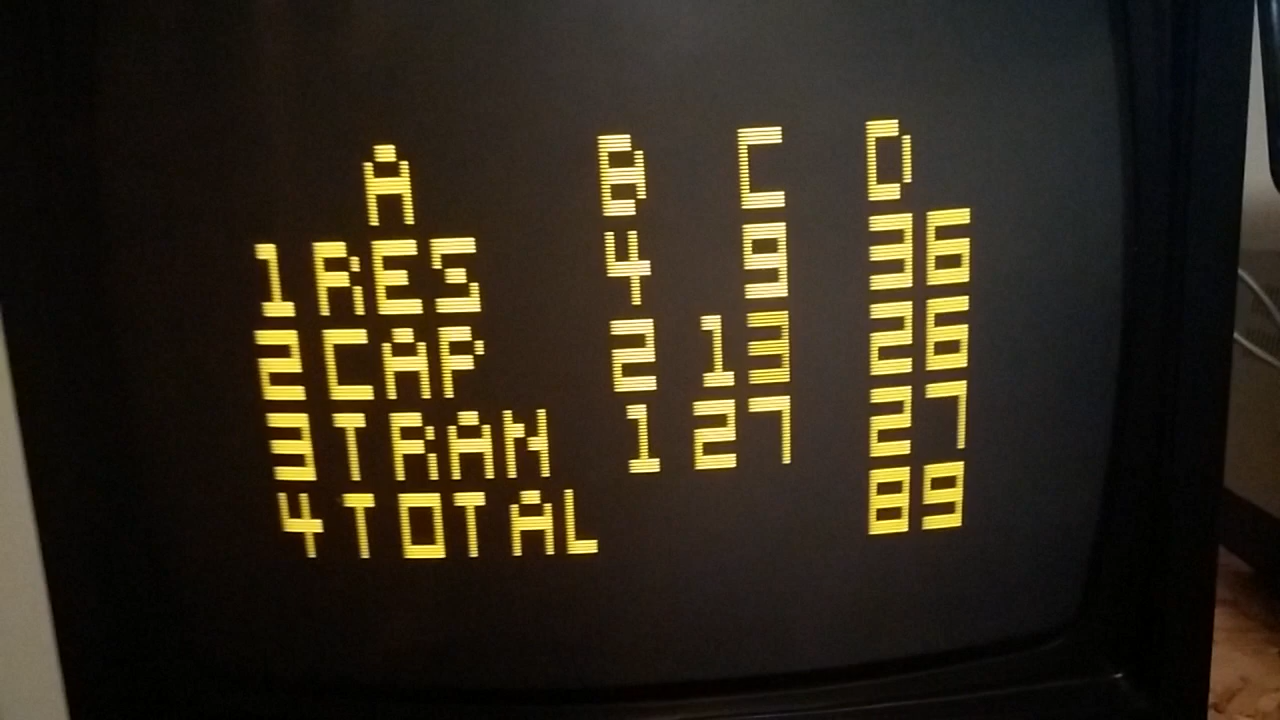 A B C D
1RES 4 9 36
2CAP 2 13 26
3TRAN 1 27 27
4TOTAL 89